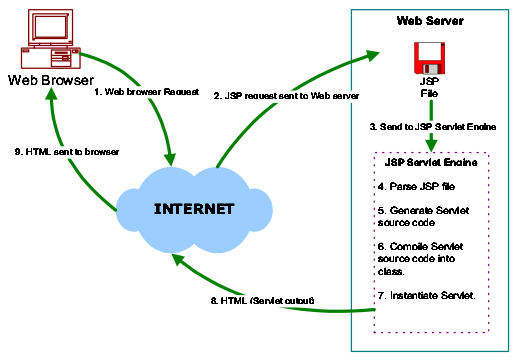 Web Server
Web Browser
JSP
File
1. Web browser Request
2. JSP request sent to Web server
3. Send to JSP Servlet Engine
9. HTML sent to browser
JSP Servlet Engine
4. Parse JSP file
5. Generate Servlet
source code
6. Compile Servlet
source code into
class.
7. Instantiate Servlet.
INTERNET
8. HTML (Servlet output)